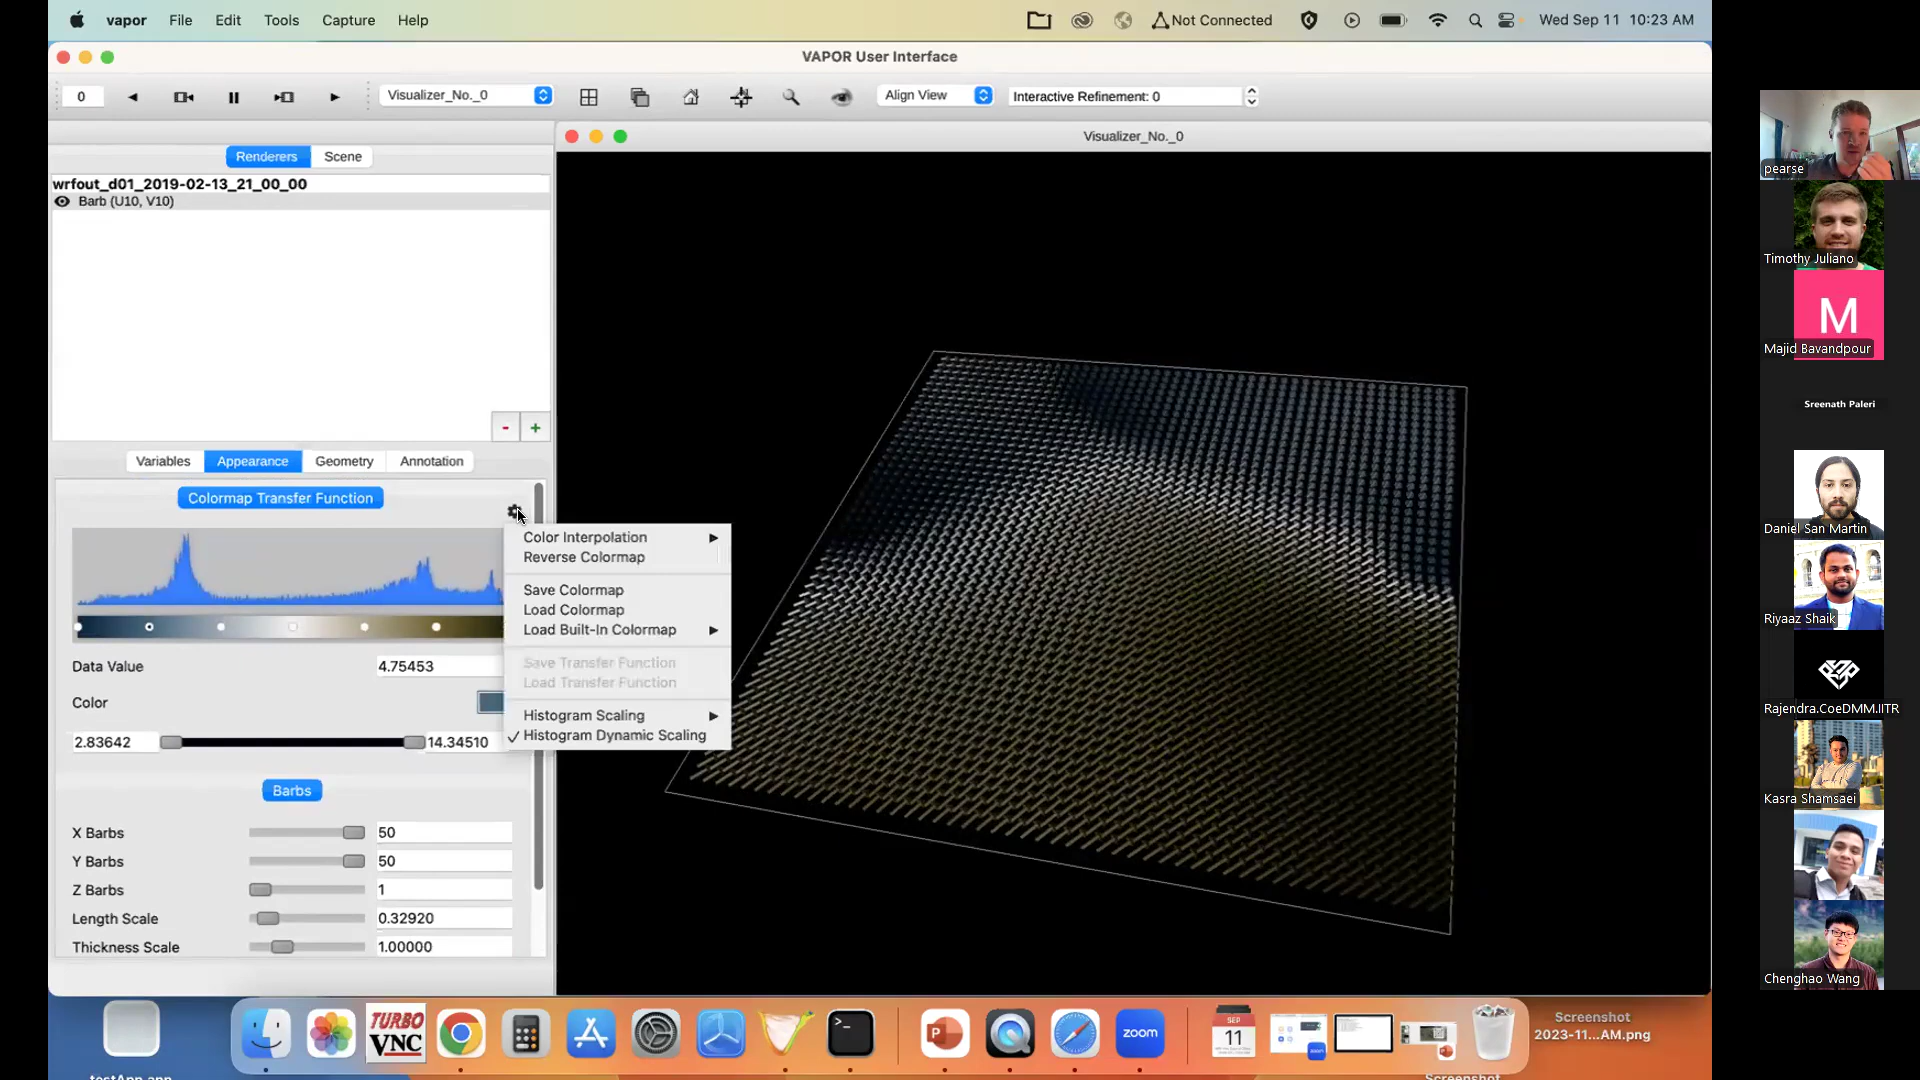 vapor File Edit Tools Capture Help
Not Connected
Wed Sep 11 10:23 AM
VAPOR User Interface
0
Visualizer_No._0
Align View
Interactive Refinement: 0
Visualizer_No._0
Renderers Scene
wrfout_d01_2019-02-13_21_00_00
Barb (U10, V10)
- +
Variables Appearance Geometry Annotation
Colormap Transfer Function
Color Interpolation
Reverse Colormap
Save Colormap
Load Colormap
Load Built-In Colormap
Save Transfer Function
Load Transfer Function
Histogram Scaling
Histogram Dynamic Scaling
Data Value 4.75453
Color
2.83642 14.34510
Barbs
X Barbs 50
Y Barbs 50
Z Barbs 1
Length Scale 0.32920
Thickness Scale 1.00000
pearse
Timothy Juliano
M
Majid Bavandpour
Sreenath Paleri
Daniel San Martin
Riyaaz Shaik
Rajendra.CoeDMM.IITR
Kasra Shamsaei
Chenghao Wang
TURBO
VNC
zoom
SEP
11
Screenshot
2023-11...AM.png
testApp.app
Screenshot